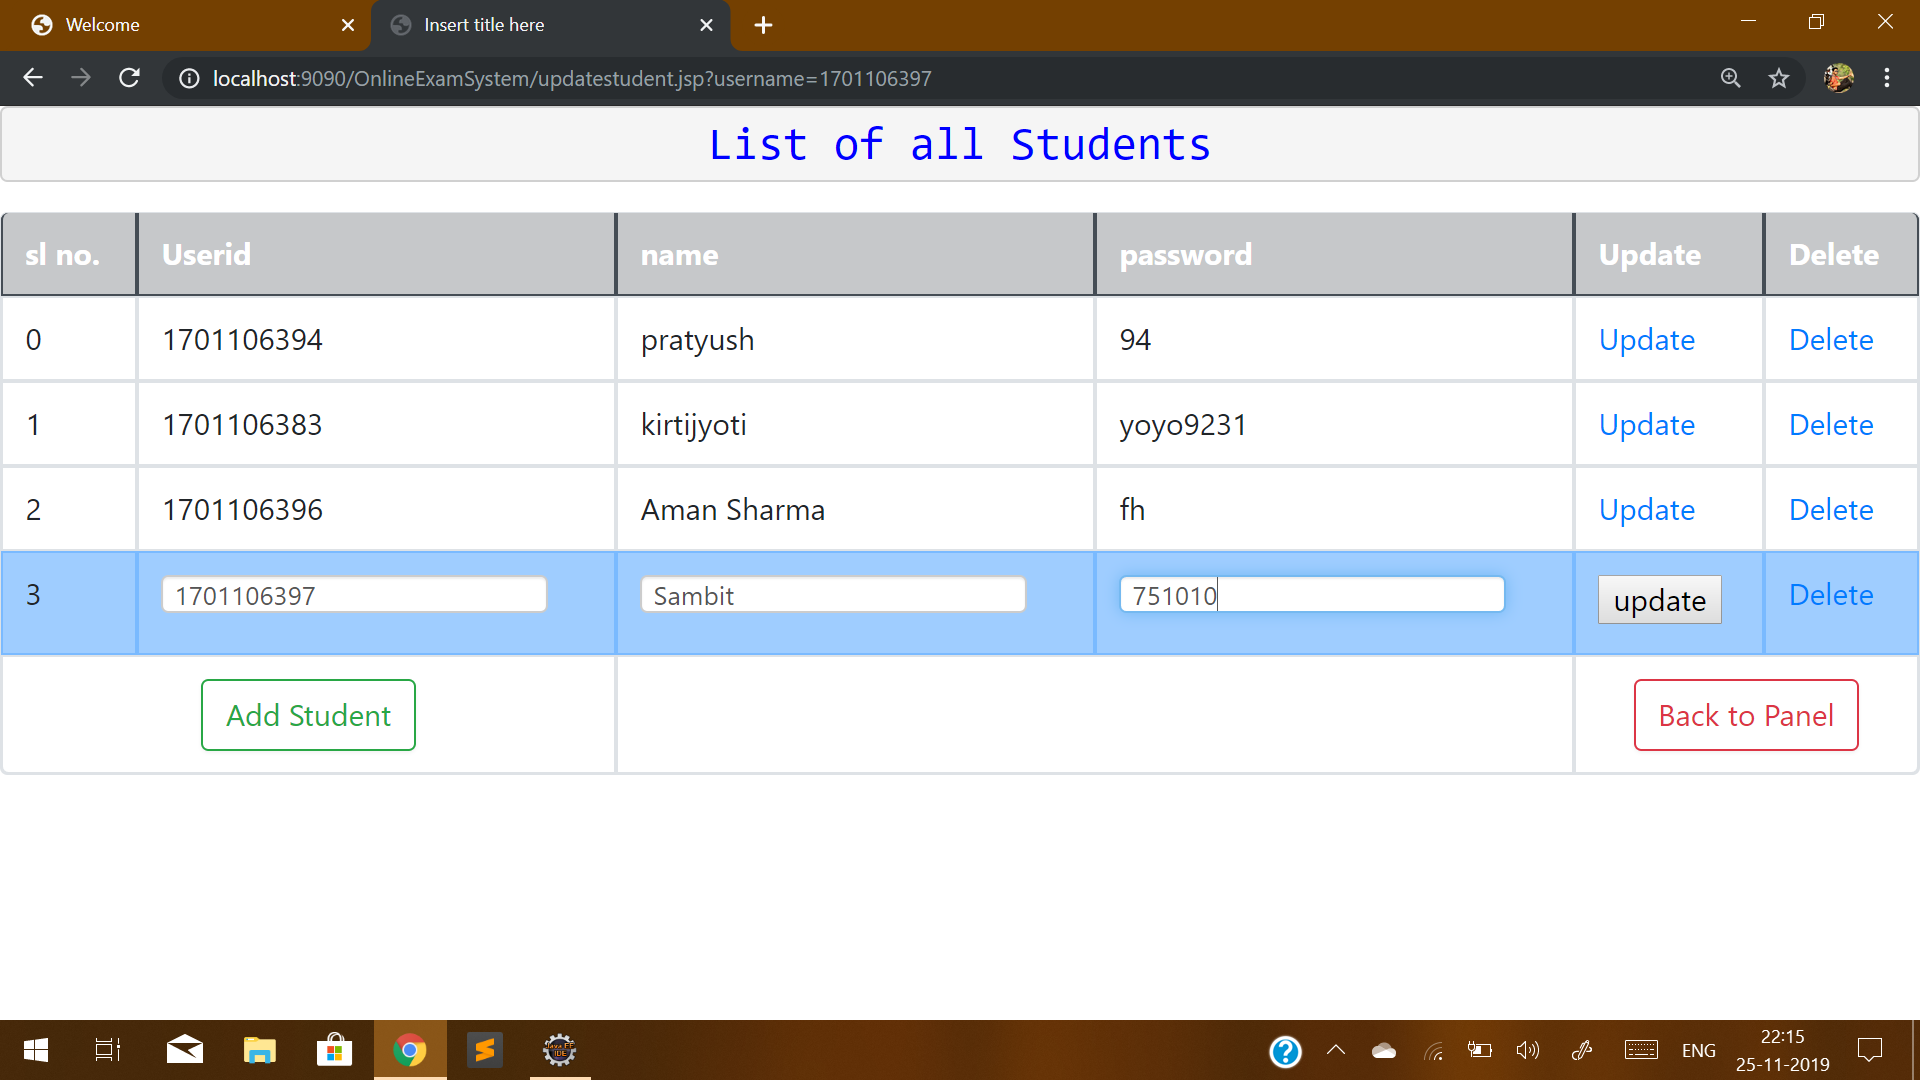 Welcome
Insert title here
localhost:9090/OnlineExamSystem/updatestudent.jsp?username=1701106397
List of all Students
sl no. Userid name password Update Delete
0 1701106394 pratyush 94 Update Delete
1 1701106383 kirtijyoti yoyo9231 Update Delete
2 1701106396 Aman Sharma fh Update Delete
3 1701106397 Sambit 751010 update Delete
Add Student Back to Panel
Java EE
IDE
ENG
22:15
25-11-2019